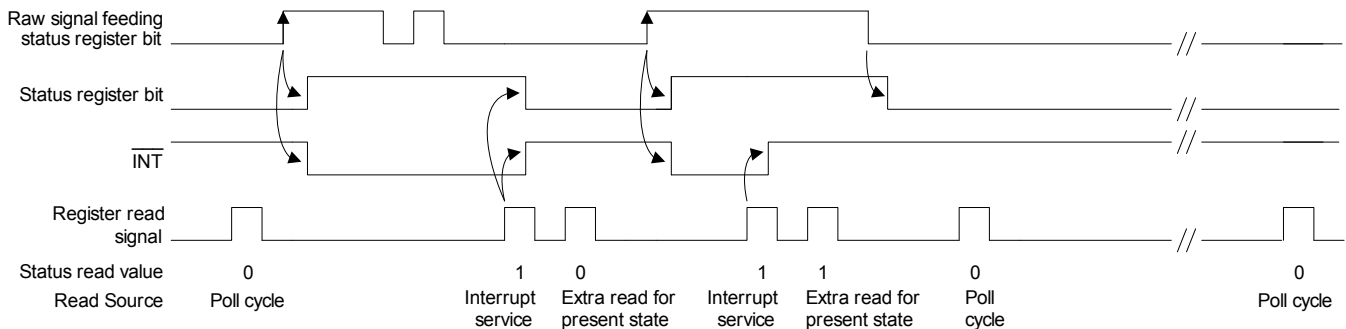 Raw signal feeding
status register bit
//
Status register bit
//
INT
//
Register read
signal
//
Status read value 0 1 0 1 1 0 0
Read Source Poll cycle Interrupt Extra read for Interrupt Extra read for Poll Poll cycle
service present state service present state cycle